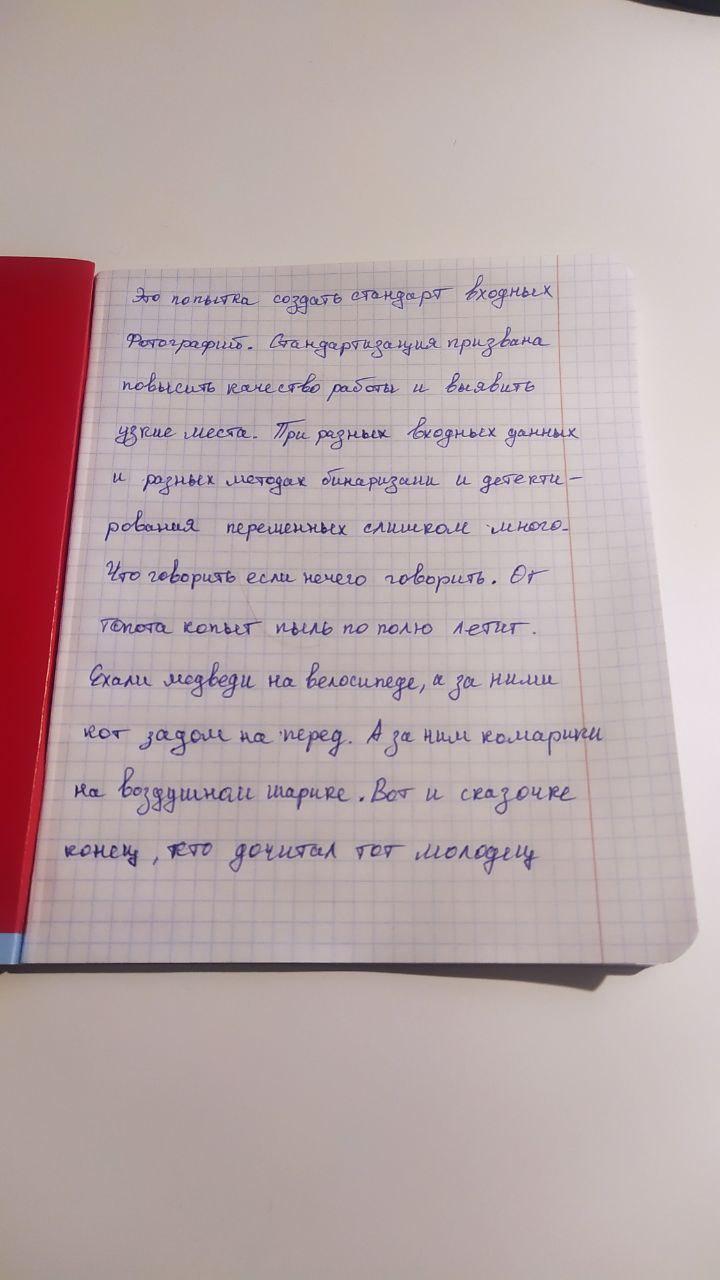 Это попытка создать стандарт входных
Фотографий. Стандартизация призвана
повысить качество работы и выявить
узкие места. При разных входных данных
и разных методах бинаризани и детекти-
рования переменных слишком много.
Что говорить если нечего говорить. От
топота копыт пыль по полю летит.
Ехали медведи на велосипеде, а за ними
кот задом на перед. А за ним комарики
на воздушном шарике. Вот и сказочке
конец, кто дочитал тот молодец